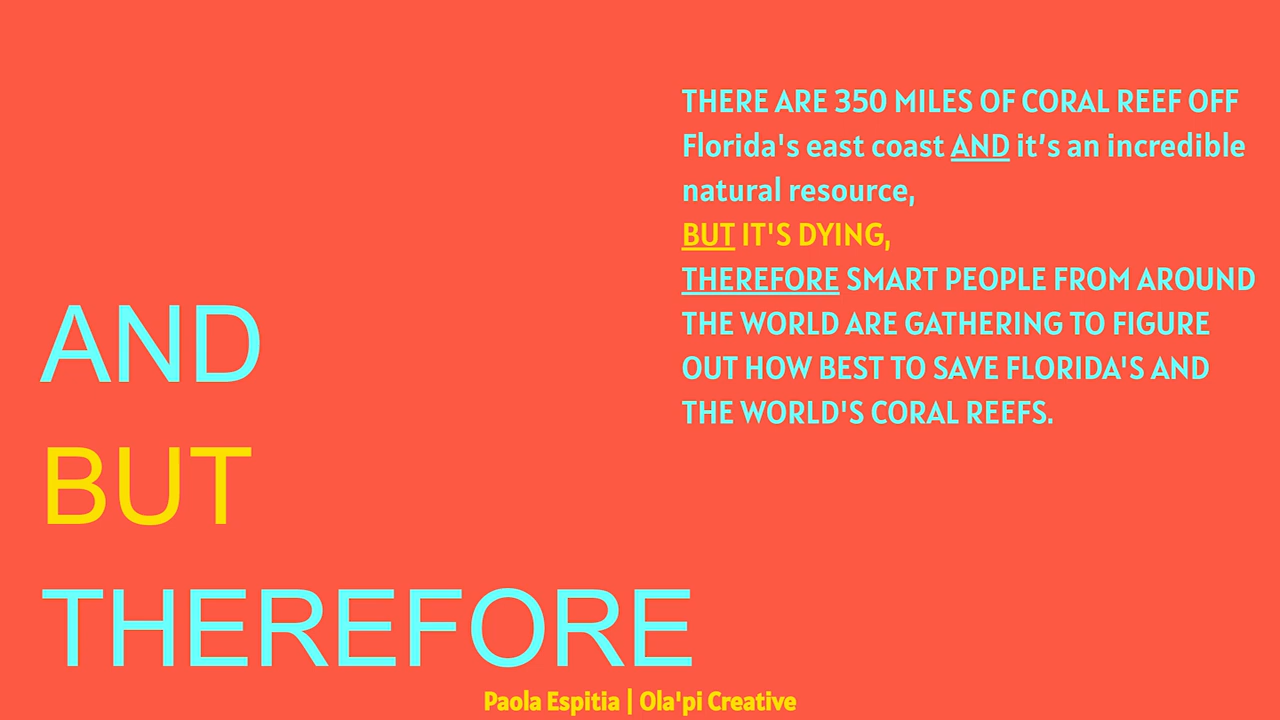 THERE ARE 350 MILES OF CORAL REEF OFF
Florida's east coast AND it’s an incredible
natural resource,
BUT IT'S DYING,
THEREFORE SMART PEOPLE FROM AROUND
THE WORLD ARE GATHERING TO FIGURE
OUT HOW BEST TO SAVE FLORIDA'S AND
THE WORLD'S CORAL REEFS.
AND
BUT
THEREFORE
Paola Espitia | Ola'pi Creative